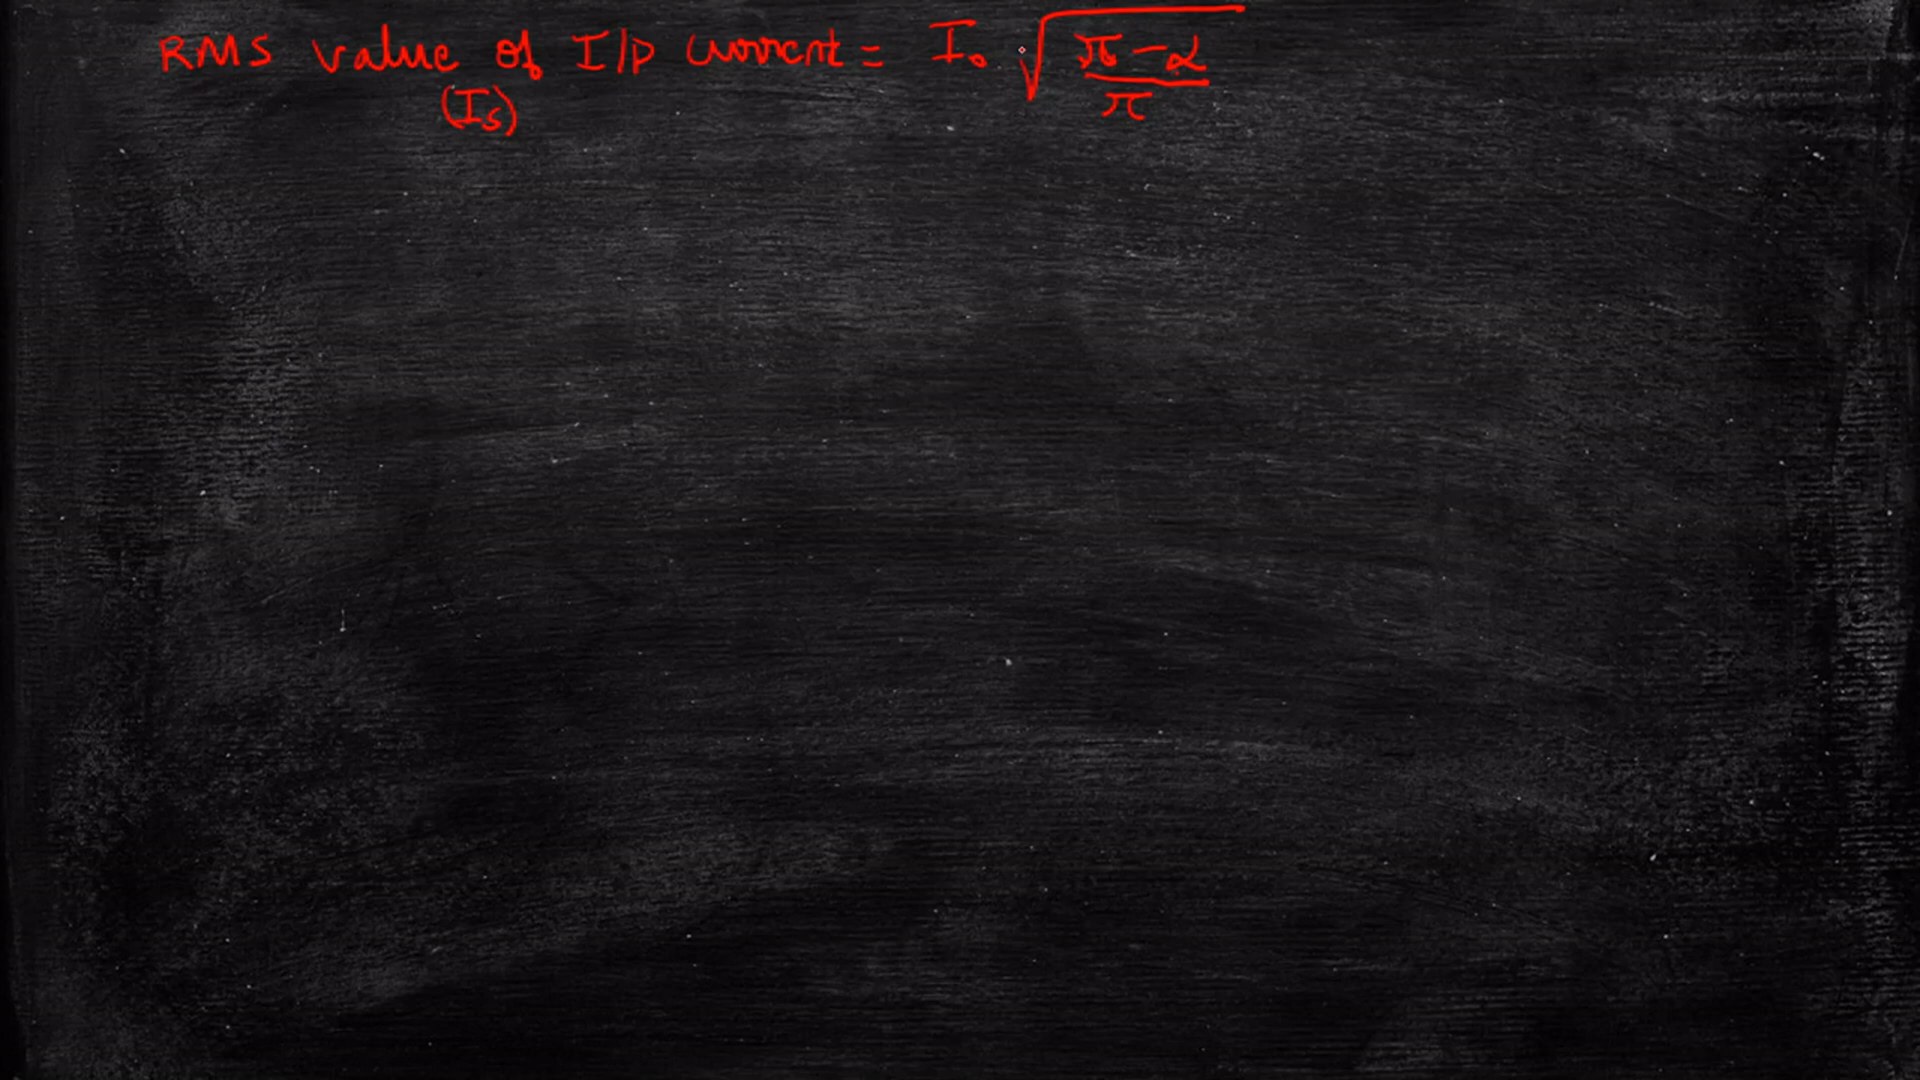 RMS value of I/P current = I₀ √((π-α)/π)
(Is)